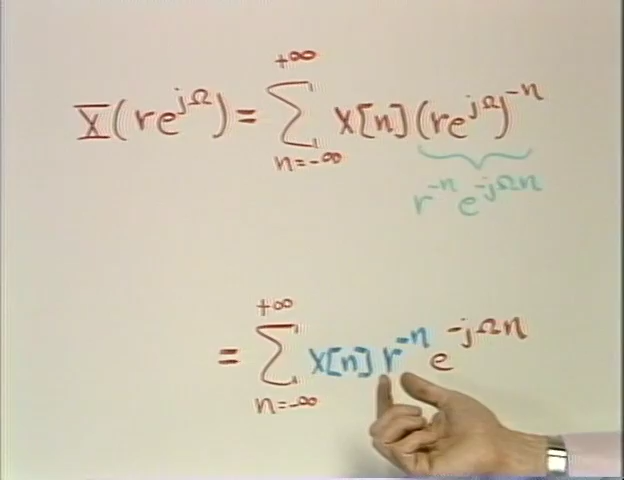 +∞
X(re^{jΩ}) = Σ x[n](re^{jΩ})^{-n}
n=-∞
r^{-n} e^{-jΩn}
+∞
= Σ x[n] r^{-n} e^{-jΩn}
n=-∞